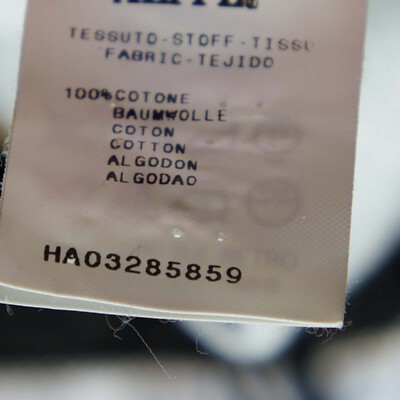 TESSUTO-STOFF-TISSU
FABRIC-TEJIDO
100% COTONE
BAUMWOLLE
COTON
COTTON
ALGODON
ALGODAO
HA03285859